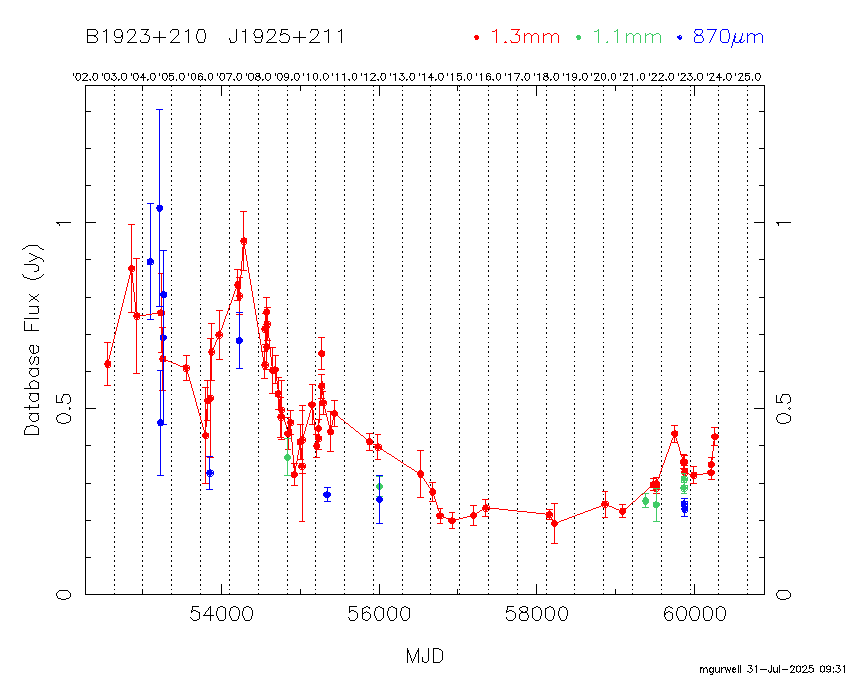 B1923+210 J1925+211 1.3mm 1.1mm 870μm
'02.0 '03.0 '04.0 '05.0 '06.0 '07.0 '08.0 '09.0 '10.0 '11.0 '12.0 '13.0 '14.0 '15.0 '16.0 '17.0 '18.0 '19.0 '20.0 '21.0 '22.0 '23.0 '24.0 '25.0
1 1
Database Flux (Jy)
0.5 0.5
0 0
54000 56000 58000 60000
MJD
mgurwell 31-Jul-2025 09:31